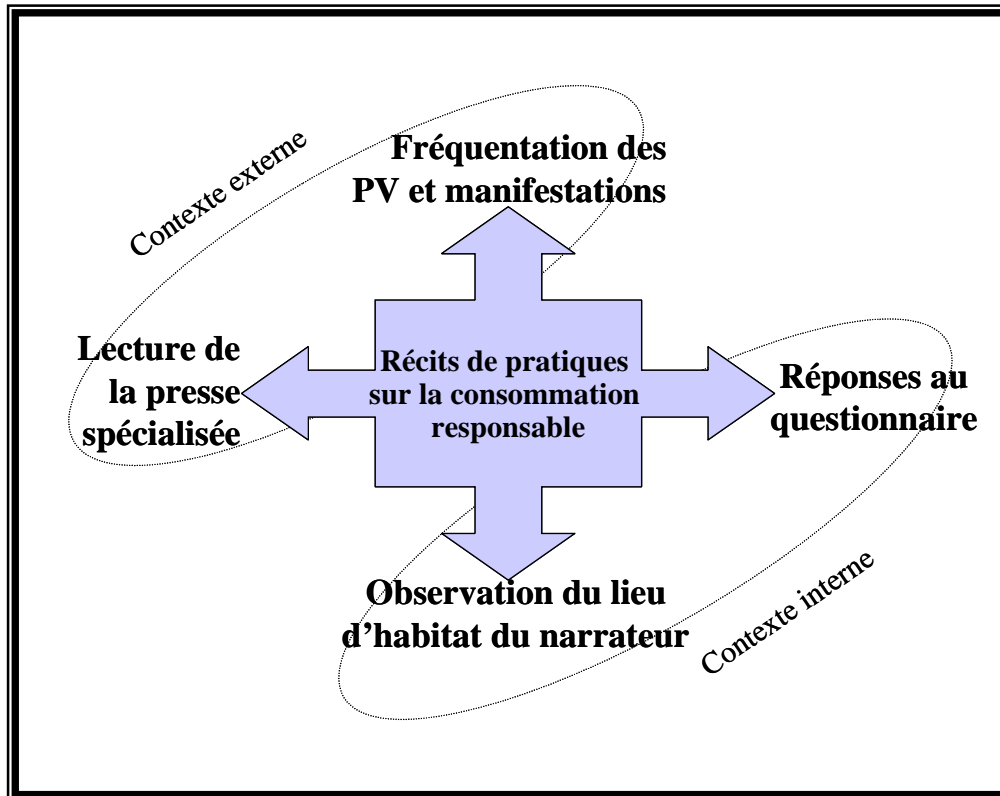 Contexte externe
Fréquentation des
PV et manifestations
Lecture de
la presse
spécialisée
Récits de pratiques
sur la consommation
responsable
Réponses au
questionnaire
Observation du lieu
d’habitat du narrateur
Contexte interne